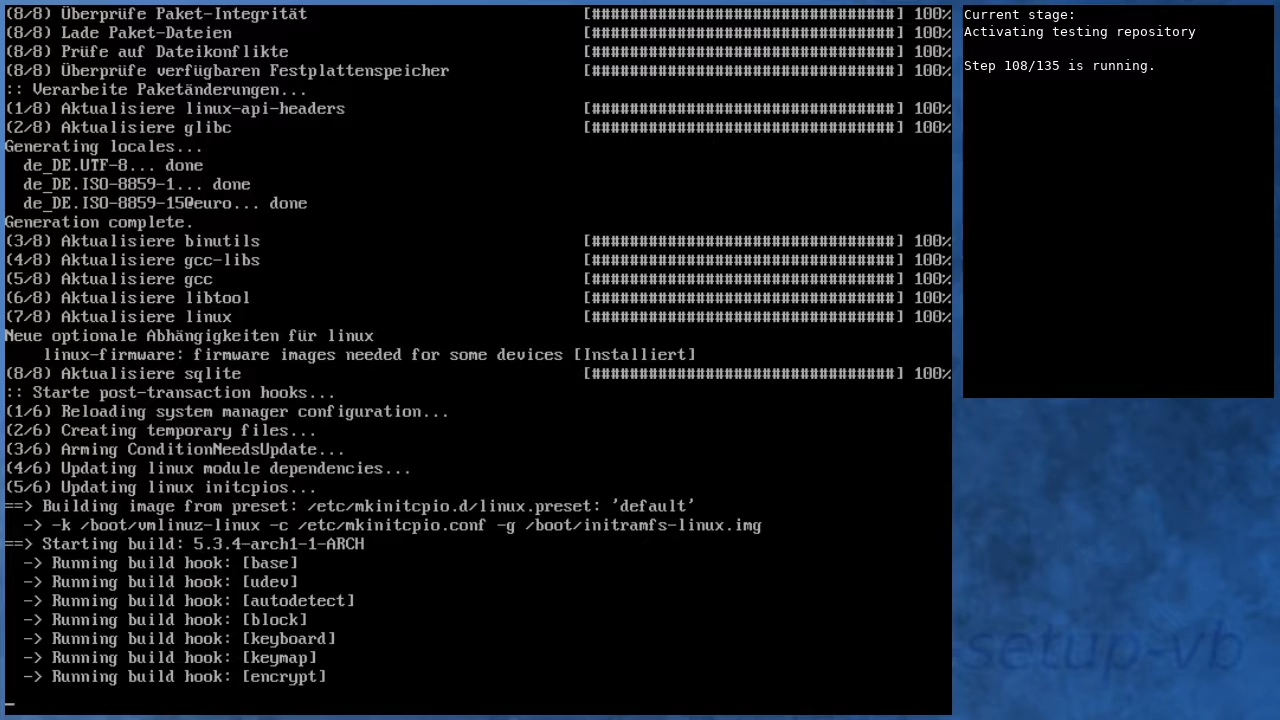 (8/8) Überprüfe Paket-Integrität [################################] 100%
(8/8) Lade Paket-Dateien [################################] 100%
(8/8) Prüfe auf Dateikonflikte [################################] 100%
(8/8) Überprüfe verfügbaren Festplattenspeicher [################################] 100%
:: Verarbeite Paketänderungen...
(1/8) Aktualisiere linux-api-headers [################################] 100%
(2/8) Aktualisiere glibc [################################] 100%
Generating locales...
de_DE.UTF-8... done
de_DE.ISO-8859-1... done
de_DE.ISO-8859-15@euro... done
Generation complete.
(3/8) Aktualisiere binutils [################################] 100%
(4/8) Aktualisiere gcc-libs [################################] 100%
(5/8) Aktualisiere gcc [################################] 100%
(6/8) Aktualisiere libtool [################################] 100%
(7/8) Aktualisiere linux [################################] 100%
Neue optionale Abhängigkeiten für linux
linux-firmware: firmware images needed for some devices [Installiert]
(8/8) Aktualisiere sqlite [################################] 100%
:: Starte post-transaction hooks...
(1/6) Reloading system manager configuration...
(2/6) Creating temporary files...
(3/6) Arming ConditionNeedsUpdate...
(4/6) Updating linux module dependencies...
(5/6) Updating linux initcpios...
==> Building image from preset: /etc/mkinitcpio.d/linux.preset: 'default'
-> -k /boot/vmlinuz-linux -c /etc/mkinitcpio.conf -g /boot/initramfs-linux.img
==> Starting build: 5.3.4-arch1-1-ARCH
-> Running build hook: [base]
-> Running build hook: [udev]
-> Running build hook: [autodetect]
-> Running build hook: [block]
-> Running build hook: [keyboard]
-> Running build hook: [keymap]
-> Running build hook: [encrypt]
Current stage:
Activating testing repository
Step 108/135 is running.
setup-vb